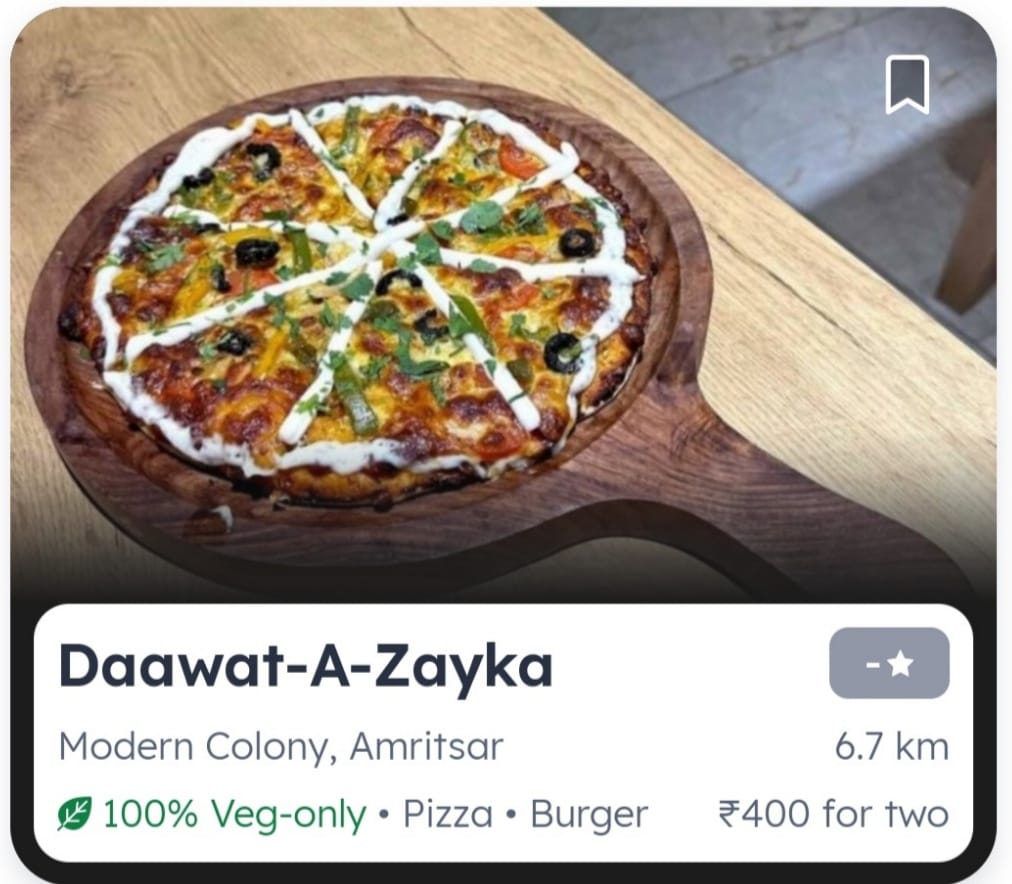 Daawat-A-Zayka
-★
Modern Colony, Amritsar
6.7 km
100% Veg-only • Pizza • Burger
₹400 for two